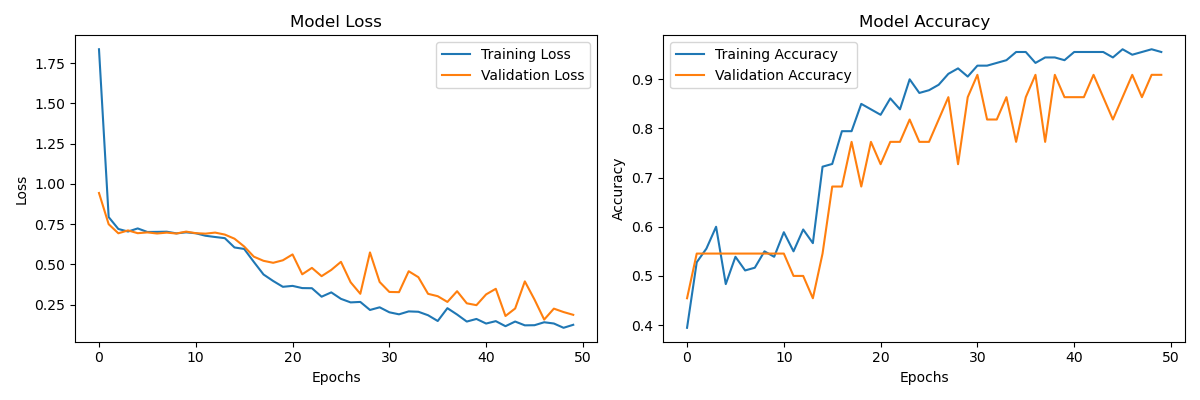 Model Loss
Training Loss
Validation Loss
1.75
1.50
1.25
1.00
0.75
0.50
0.25
Loss
0 10 20 30 40 50
Epochs
Model Accuracy
Training Accuracy
Validation Accuracy
0.9
0.8
0.7
0.6
0.5
0.4
Accuracy
0 10 20 30 40 50
Epochs